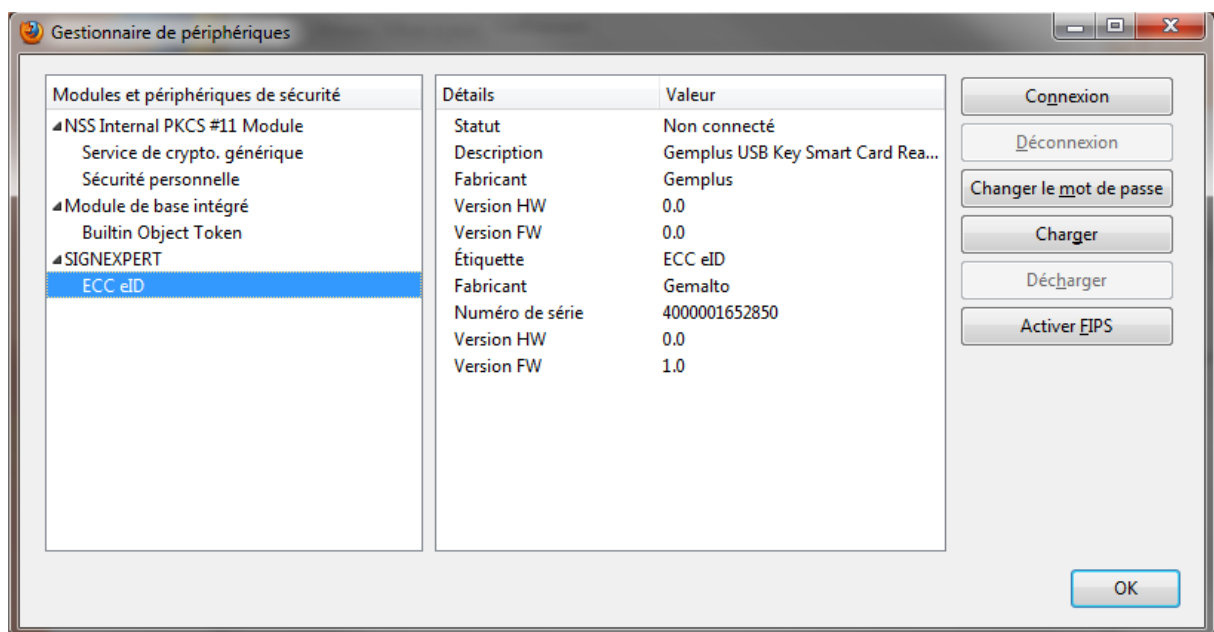 Gestionnaire de périphériques
Modules et périphériques de sécurité
NSS Internal PKCS #11 Module
Service de crypto. générique
Sécurité personnelle
Module de base intégré
Builtin Object Token
SIGNEXPERT
ECC eID
Détails Valeur
Statut Non connecté
Description Gemplus USB Key Smart Card Rea...
Fabricant Gemplus
Version HW 0.0
Version FW 0.0
Étiquette ECC eID
Fabricant Gemalto
Numéro de série 4000001652850
Version HW 0.0
Version FW 1.0
Connexion
Déconnexion
Changer le mot de passe
Charger
Décharger
Activer FIPS
OK